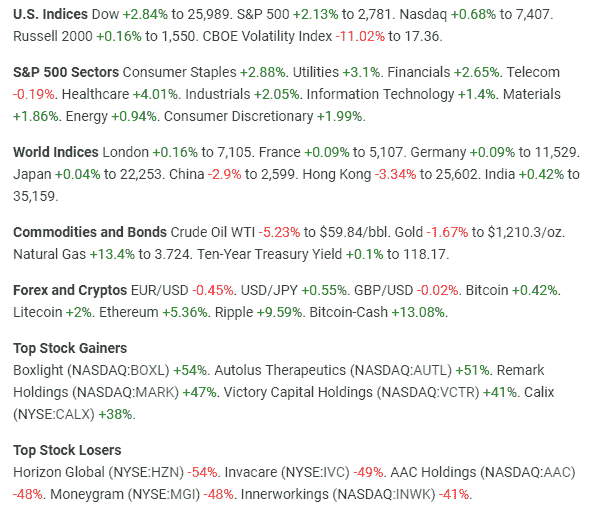 U.S. Indices Dow +2.84% to 25,989. S&P 500 +2.13% to 2,781. Nasdaq +0.68% to 7,407.
Russell 2000 +0.16% to 1,550. CBOE Volatility Index -11.02% to 17.36.
S&P 500 Sectors Consumer Staples +2.88%. Utilities +3.1%. Financials +2.65%. Telecom
-0.19%. Healthcare +4.01%. Industrials +2.05%. Information Technology +1.4%. Materials
+1.86%. Energy +0.94%. Consumer Discretionary +1.99%.
World Indices London +0.16% to 7,105. France +0.09% to 5,107. Germany +0.09% to 11,529.
Japan +0.04% to 22,253. China -2.9% to 2,599. Hong Kong -3.34% to 25,602. India +0.42% to
35,159.
Commodities and Bonds Crude Oil WTI -5.23% to $59.84/bbl. Gold -1.67% to $1,210.3/oz.
Natural Gas +13.4% to 3.724. Ten-Year Treasury Yield +0.1% to 118.17.
Forex and Cryptos EUR/USD -0.45%. USD/JPY +0.55%. GBP/USD -0.02%. Bitcoin +0.42%.
Litecoin +2%. Ethereum +5.36%. Ripple +9.59%. Bitcoin-Cash +13.08%.
Top Stock Gainers
Boxlight (NASDAQ:BOXL) +54%. Autolus Therapeutics (NASDAQ:AUTL) +51%. Remark
Holdings (NASDAQ:MARK) +47%. Victory Capital Holdings (NASDAQ:VCTR) +41%. Calix
(NYSE:CALX) +38%.
Top Stock Losers
Horizon Global (NYSE:HZN) -54%. Invacare (NYSE:IVC) -49%. AAC Holdings (NASDAQ:AAC)
-48%. Moneygram (NYSE:MGI) -48%. Innerworkings (NASDAQ:INWK) -41%.